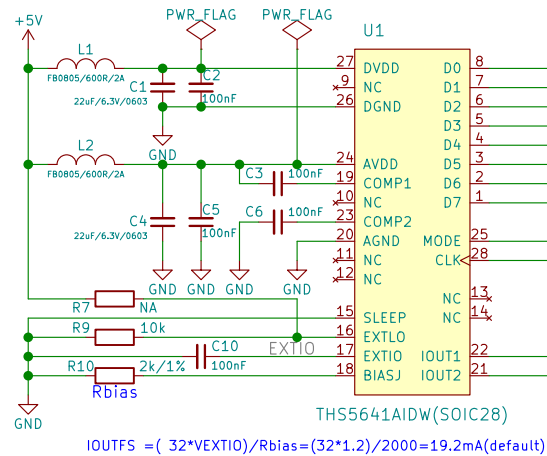 PWR_FLAG PWR_FLAG
+5V
U1
L1
FB0805/600R/2A
C1
22uF/6.3V/0603
C2
100nF
GND
27 DVDD D0 8
9 NC D1 7
26 DGND D2 6
D3 5
D4 4
L2
FB0805/600R/2A
24 AVDD D5 3
C3 100nF
19 COMP1 D6 2
10 NC D7 1
C4
22uF/6.3V/0603
C5
100nF
C6 100nF
23 COMP2
20 AGND MODE 25
11 NC CLK 28
12 NC
GND GND GND GND
NC 13
NC 14
R7 NA
15 SLEEP
R9 10k
16 EXTLO
EXTIO
C10
100nF
17 EXTIO IOUT1 22
R10 2k/1%
18 BIASJ IOUT2 21
Rbias
GND
THS5641AIDW(SOIC28)
IOUTFS =( 32*VEXTIO)/Rbias=(32*1.2)/2000=19.2mA(default)